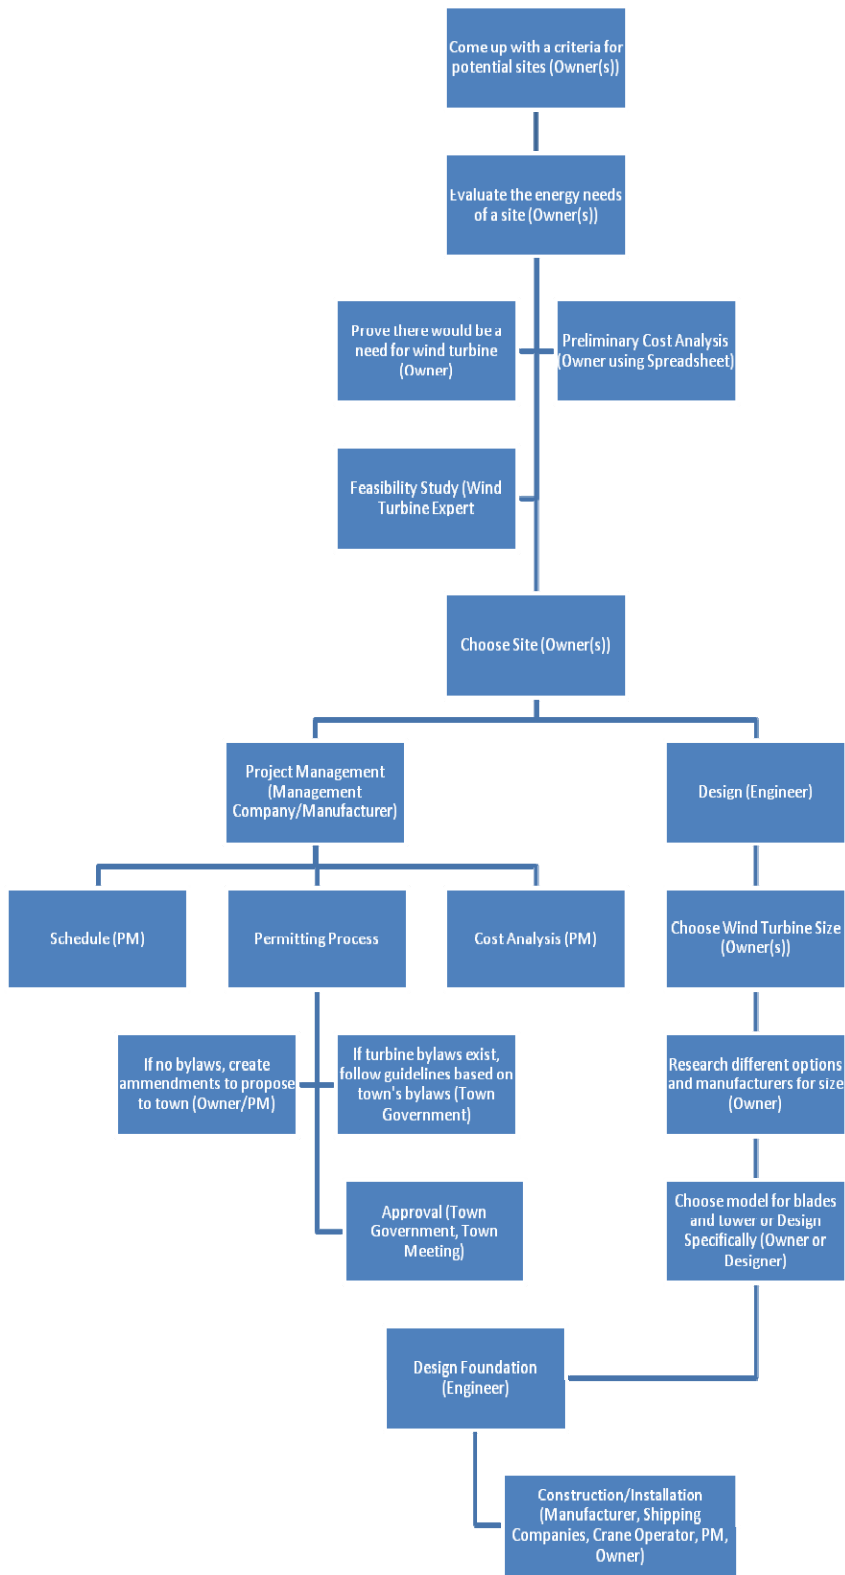 Come up with a criteria for
potential sites (Owner(s))
Evaluate the energy needs
of a site (Owner(s))
Prove there would be a
need for wind turbine
(Owner)
Preliminary Cost Analysis
(Owner using Spreadsheet)
Feasibility Study (Wind
Turbine Expert
Choose Site (Owner(s))
Project Management
(Management
Company/Manufacturer)
Design (Engineer)
Schedule (PM)
Permitting Process
Cost Analysis (PM)
Choose Wind Turbine Size
(Owner(s))
If no bylaws, create
ammendments to propose
to town (Owner/PM)
If turbine bylaws exist,
follow guidelines based on
town's bylaws (Town
Government)
Research different options
and manufacturers for size
(Owner)
Approval (Town
Government, Town
Meeting)
Choose model for blades
and tower or Design
Specifically (Owner or
Designer)
Design Foundation
(Engineer)
Construction/Installation
(Manufacturer, Shipping
Companies, Crane Operator, PM,
Owner)